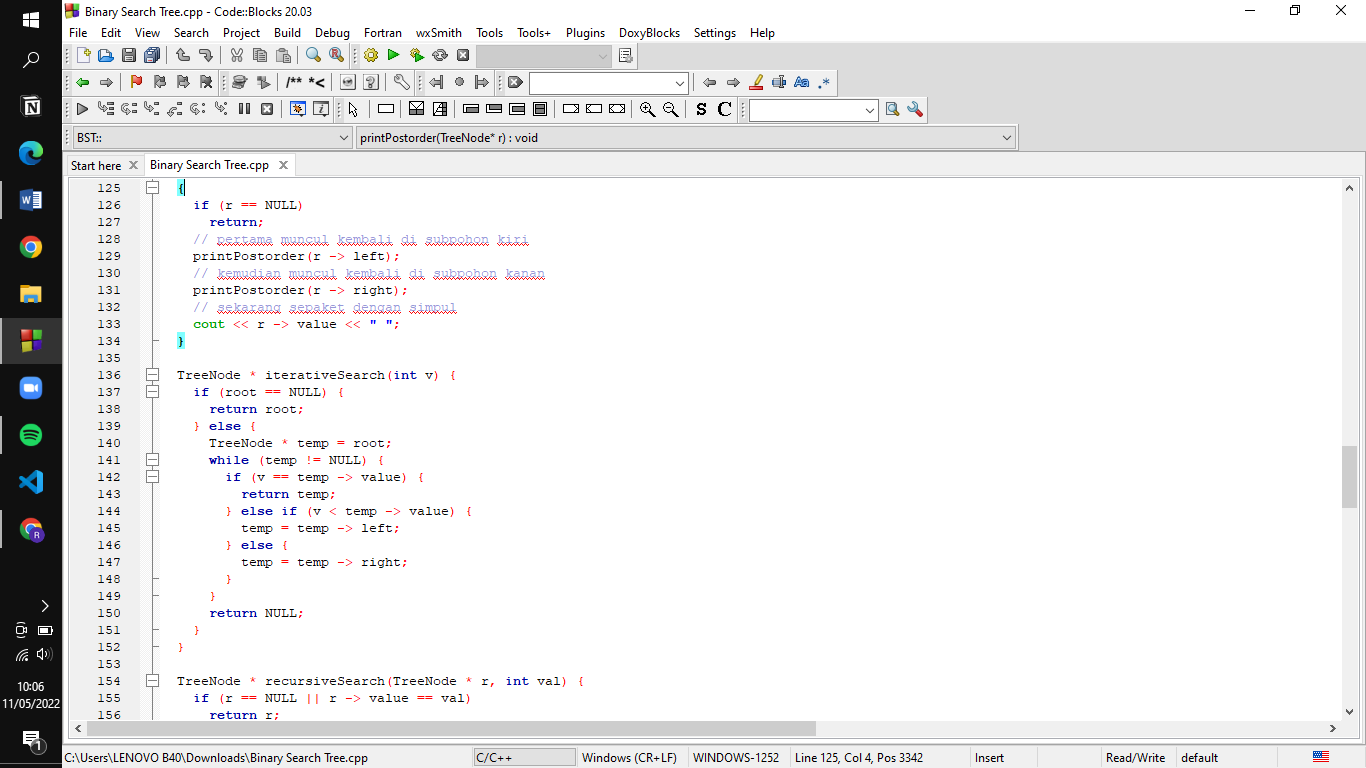 Binary Search Tree.cpp - Code::Blocks 20.03
File Edit View Search Project Build Debug Fortran wxSmith Tools Tools+ Plugins DoxyBlocks Settings Help
/** *<
S C
BST::
printPostorder(TreeNode* r) : void
Start here
Binary Search Tree.cpp
125 {
126 if (r == NULL)
127 return;
128 // pertama muncul kembali di subpohon kiri
129 printPostorder(r -> left);
130 // kemudian muncul kembali di subpohon kanan
131 printPostorder(r -> right);
132 // sekarang sepaket dengan simpul
133 cout << r -> value << " ";
134 }
135
136 TreeNode * iterativeSearch(int v) {
137 if (root == NULL) {
138 return root;
139 } else {
140 TreeNode * temp = root;
141 while (temp != NULL) {
142 if (v == temp -> value) {
143 return temp;
144 } else if (v < temp -> value) {
145 temp = temp -> left;
146 } else {
147 temp = temp -> right;
148 }
149 }
150 return NULL;
151 }
152 }
153
154 TreeNode * recursiveSearch(TreeNode * r, int val) {
155 if (r == NULL || r -> value == val)
156 return r;
C:\Users\LENOVO B40\Downloads\Binary Search Tree.cpp
C/C++
Windows (CR+LF)
WINDOWS-1252
Line 125, Col 4, Pos 3342
Insert
Read/Write
default
10:06
11/05/2022
1